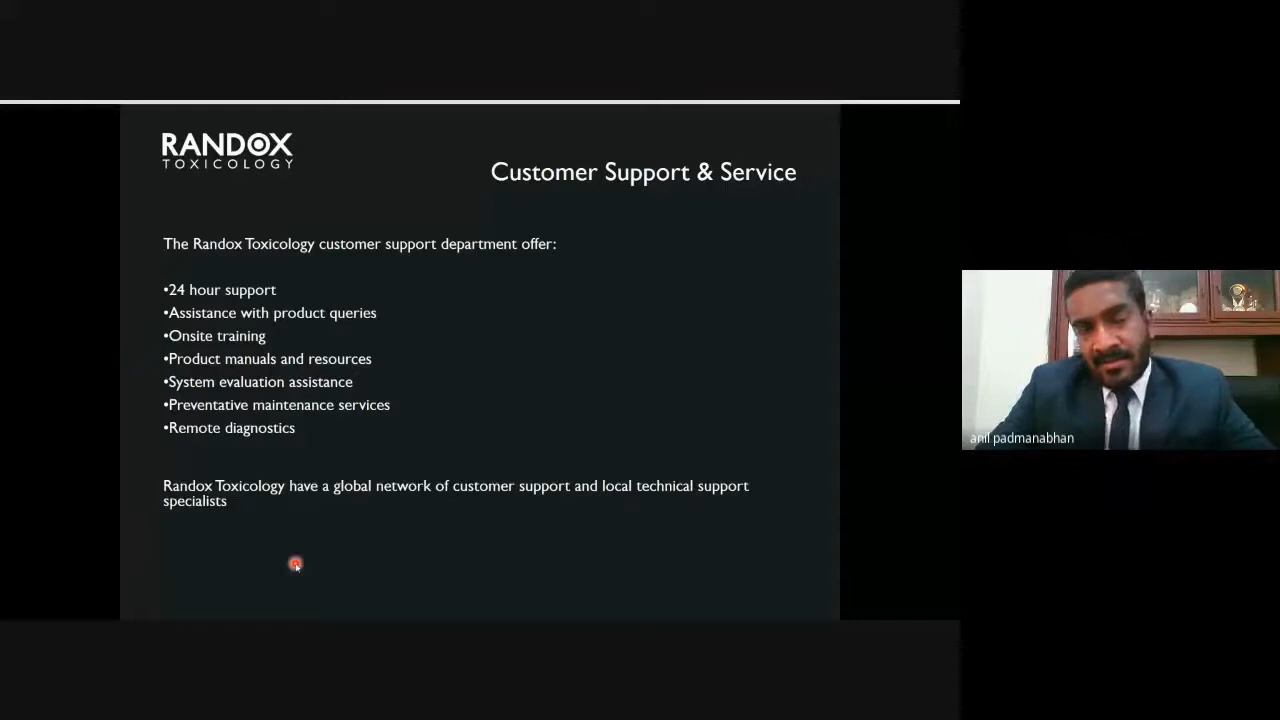 RANDOX
TOXICOLOGY
Customer Support & Service
The Randox Toxicology customer support department offer:
•24 hour support
•Assistance with product queries
•Onsite training
•Product manuals and resources
•System evaluation assistance
•Preventative maintenance services
•Remote diagnostics
Randox Toxicology have a global network of customer support and local technical support
specialists
anil padmanabhan